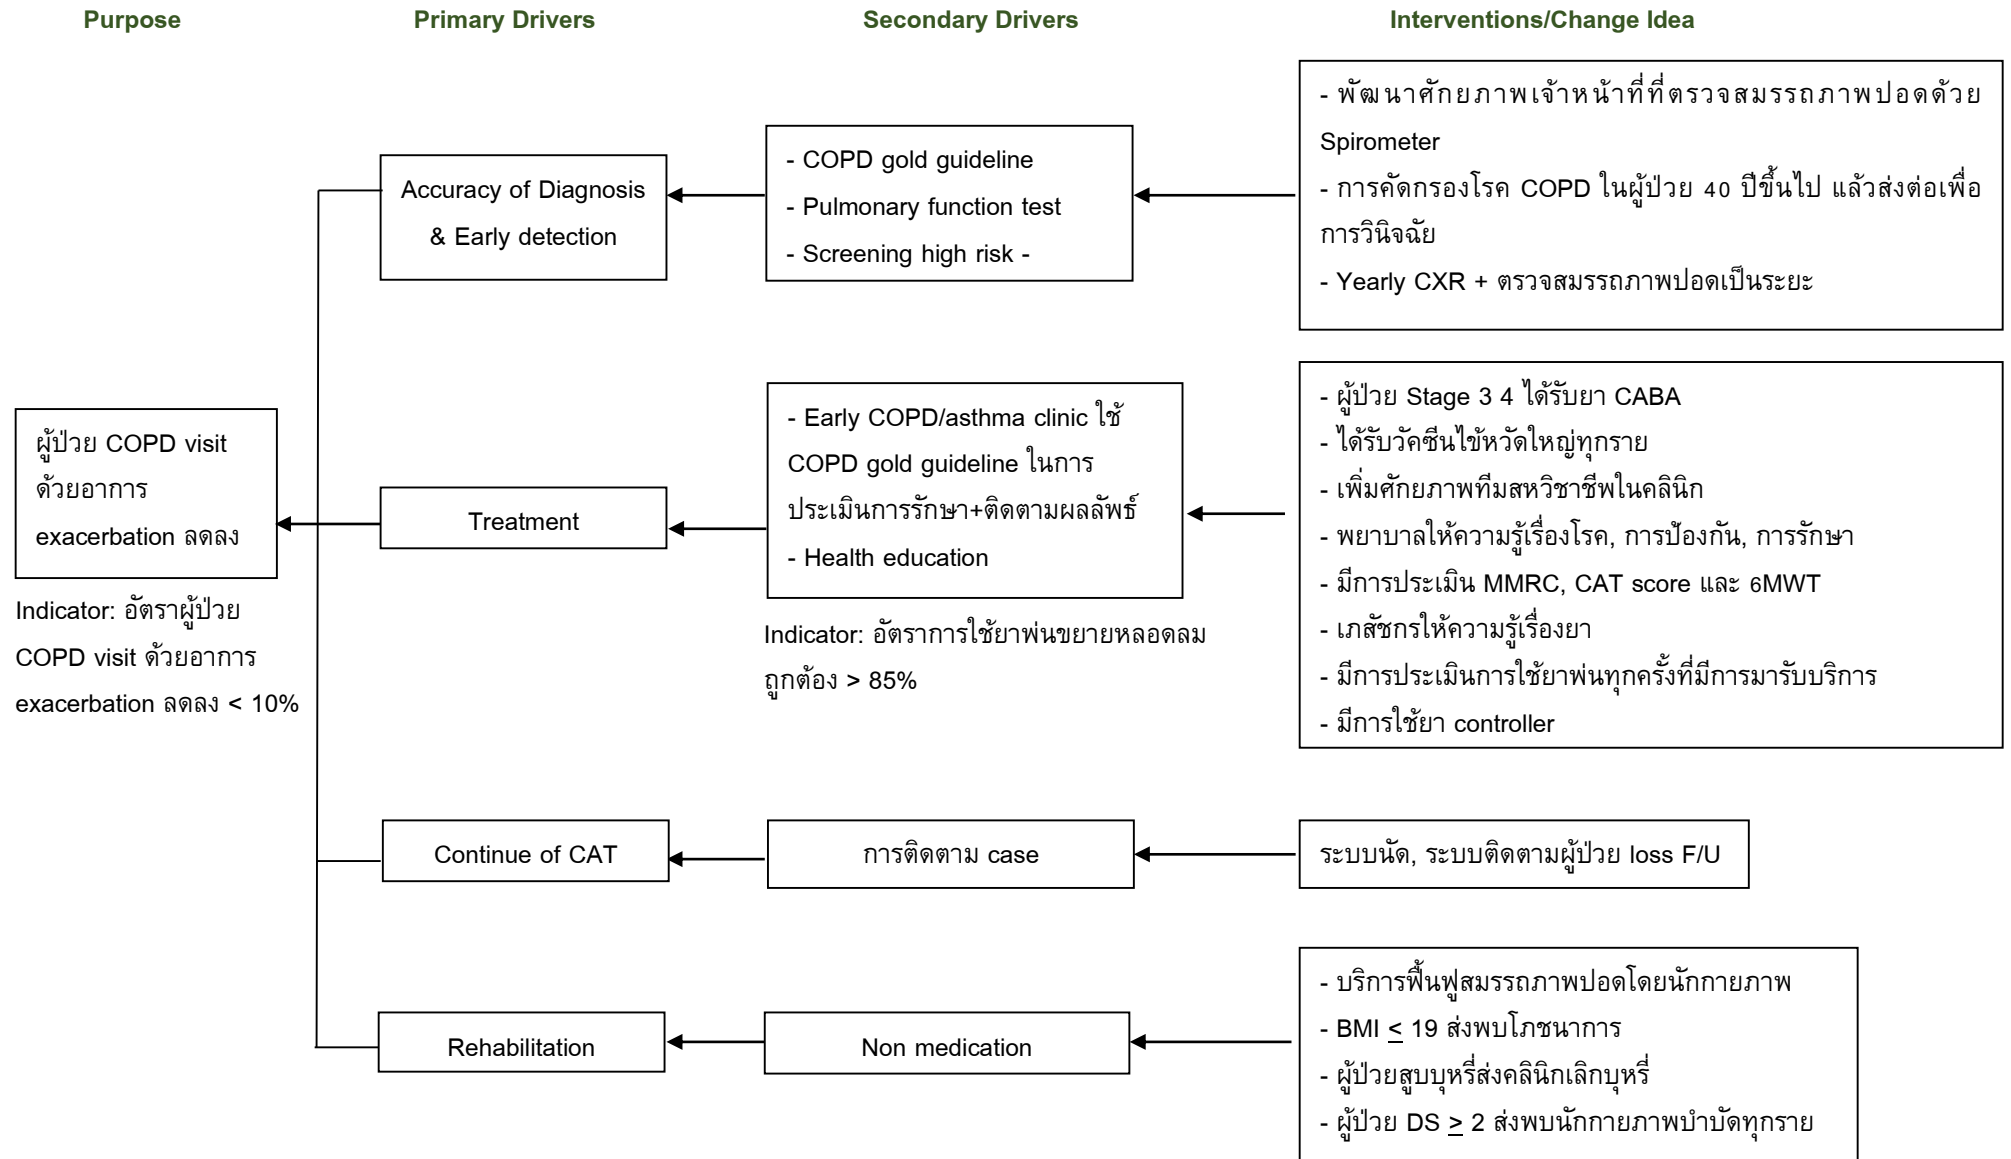 Purpose
Primary Drivers
Secondary Drivers
Interventions/Change Idea
ผู้ป่วย COPD visit
ด้วยอาการ
exacerbation ลดลง
Indicator: อัตราผู้ป่วย
COPD visit ด้วยอาการ
exacerbation ลดลง < 10%
Accuracy of Diagnosis
& Early detection
- COPD gold guideline
- Pulmonary function test
- Screening high risk -
- พัฒนาศักยภาพเจ้าหน้าที่ที่ตรวจสมรรถภาพปอดด้วย
Spirometer
- การคัดกรองโรค COPD ในผู้ป่วย 40 ปีขึ้นไป แล้วส่งต่อเพื่อ
การวินิจฉัย
- Yearly CXR + ตรวจสมรรถภาพปอดเป็นระยะ
Treatment
- Early COPD/asthma clinic ใช้
COPD gold guideline ในการ
ประเมินการรักษา+ติดตามผลลัพธ์
- Health education
Indicator: อัตราการใช้ยาพ่นขยายหลอดลม
ถูกต้อง > 85%
- ผู้ป่วย Stage 3 4 ได้รับยา CABA
- ได้รับวัคซีนไข้หวัดใหญ่ทุกราย
- เพิ่มศักยภาพทีมสหวิชาชีพในคลินิก
- พยาบาลให้ความรู้เรื่องโรค, การป้องกัน, การรักษา
- มีการประเมิน MMRC, CAT score และ 6MWT
- เภสัชกรให้ความรู้เรื่องยา
- มีการประเมินการใช้ยาพ่นทุกครั้งที่มีการมารับบริการ
- มีการใช้ยา controller
Continue of CAT
การติดตาม case
ระบบนัด, ระบบติดตามผู้ป่วย loss F/U
Rehabilitation
Non medication
- บริการฟื้นฟูสมรรถภาพปอดโดยนักกายภาพ
- BMI ≤ 19 ส่งพบโภชนาการ
- ผู้ป่วยสูบบุหรี่ส่งคลินิกเลิกบุหรี่
- ผู้ป่วย DS ≥ 2 ส่งพบนักกายภาพบำบัดทุกราย